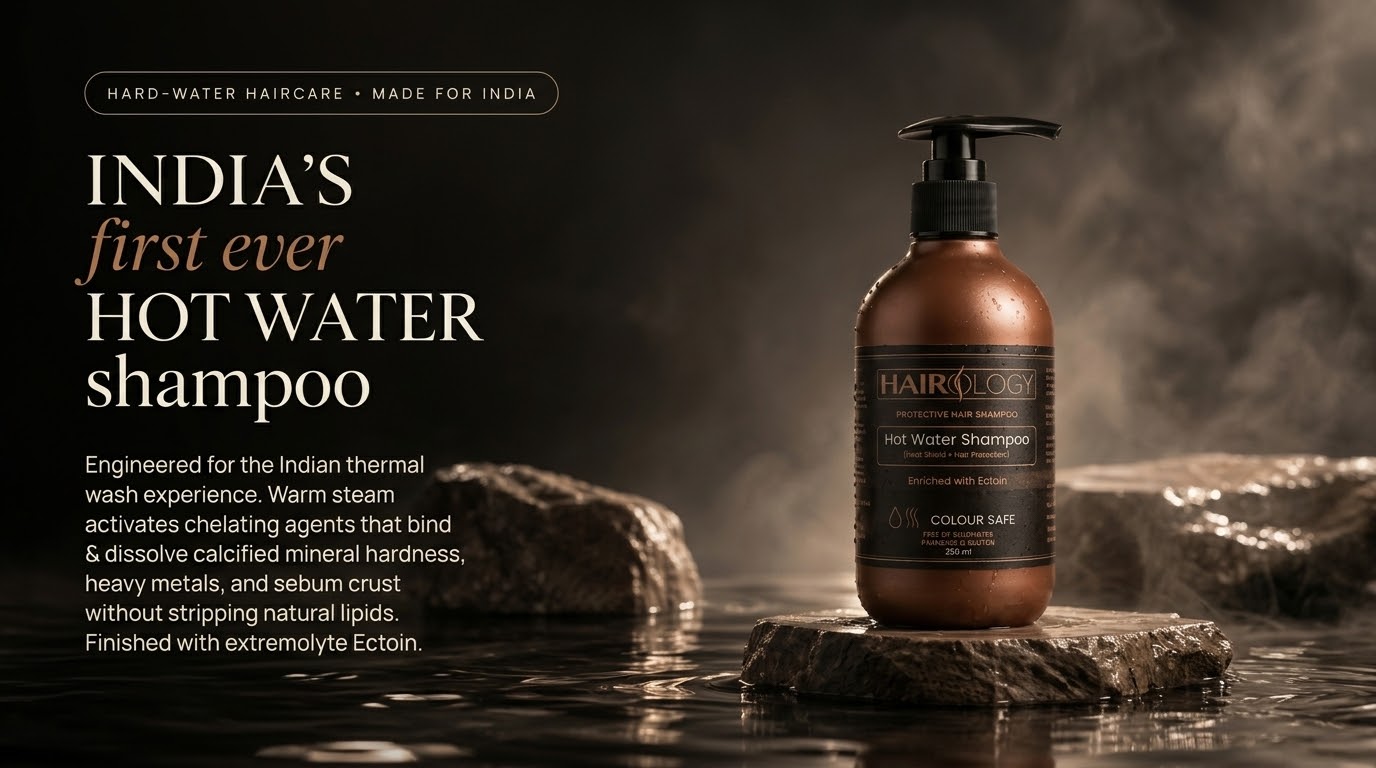 HARD-WATER HAIRCARE • MADE FOR INDIA
INDIA'S
first ever
HOT WATER
shampoo
Engineered for the Indian thermal
wash experience. Warm steam
activates chelating agents that bind
& dissolve calcified mineral hardness,
heavy metals, and sebum crust
without stripping natural lipids.
Finished with extremolyte Ectoin.
HAIROLOGY
PROTECTIVE HAIR SHAMPOO
Hot Water Shampoo
Enriched with Ectoin
COLOUR SAFE
250 ml